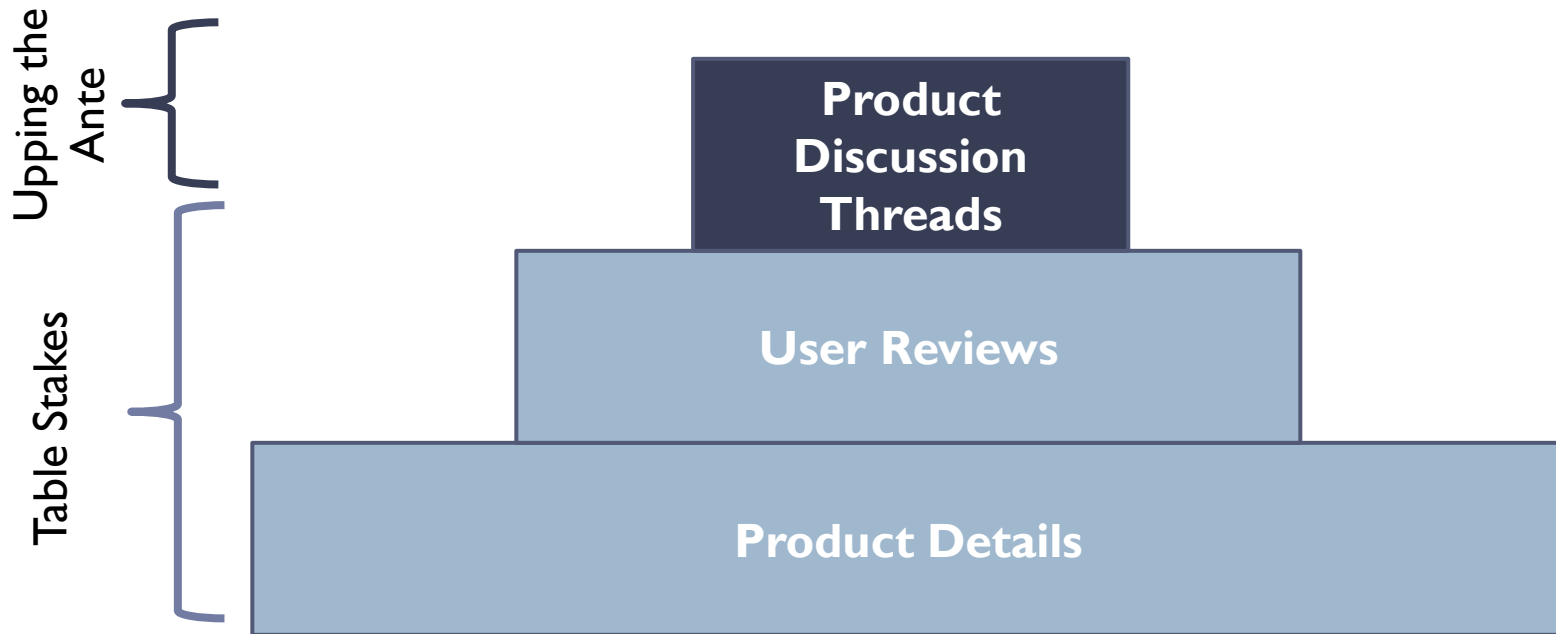 Upping the
Ante
Product
Discussion
Threads
Table Stakes
User Reviews
Product Details